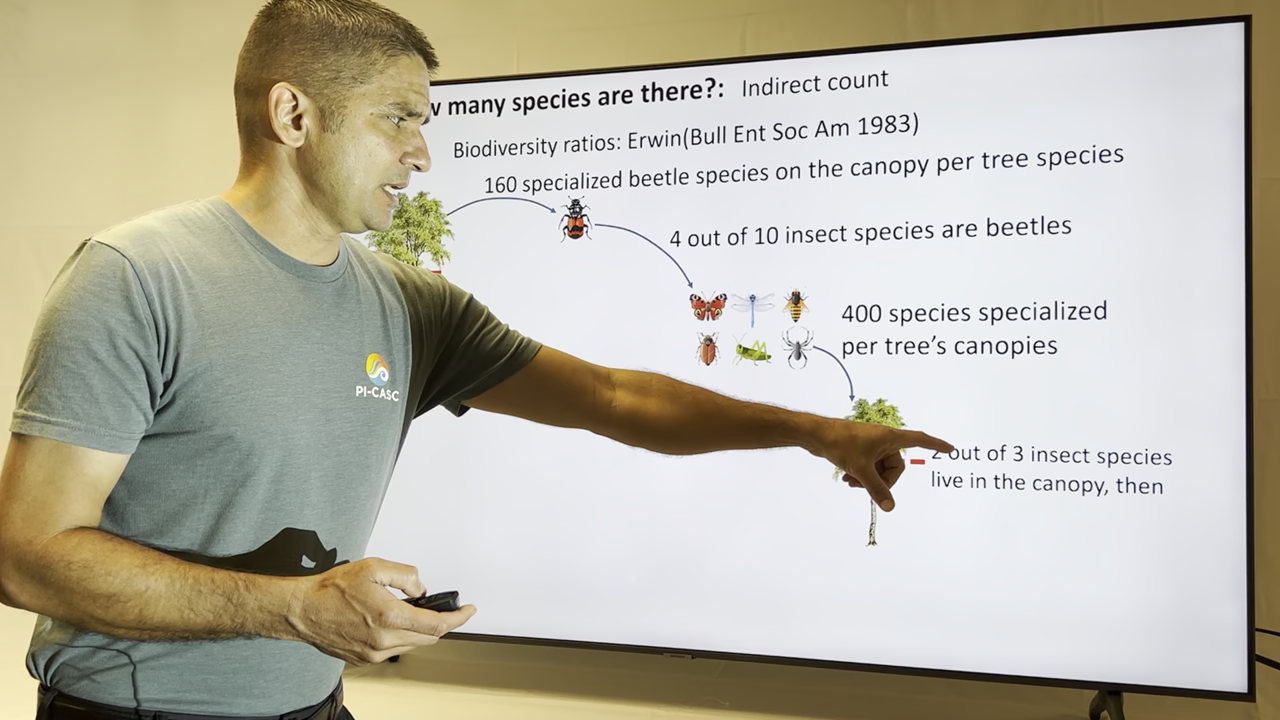 w many species are there?: Indirect count
Biodiversity ratios: Erwin(Bull Ent Soc Am 1983)
160 specialized beetle species on the canopy per tree species
4 out of 10 insect species are beetles
400 species specialized
per tree's canopies
2 out of 3 insect species
live in the canopy, then
PI-CASC